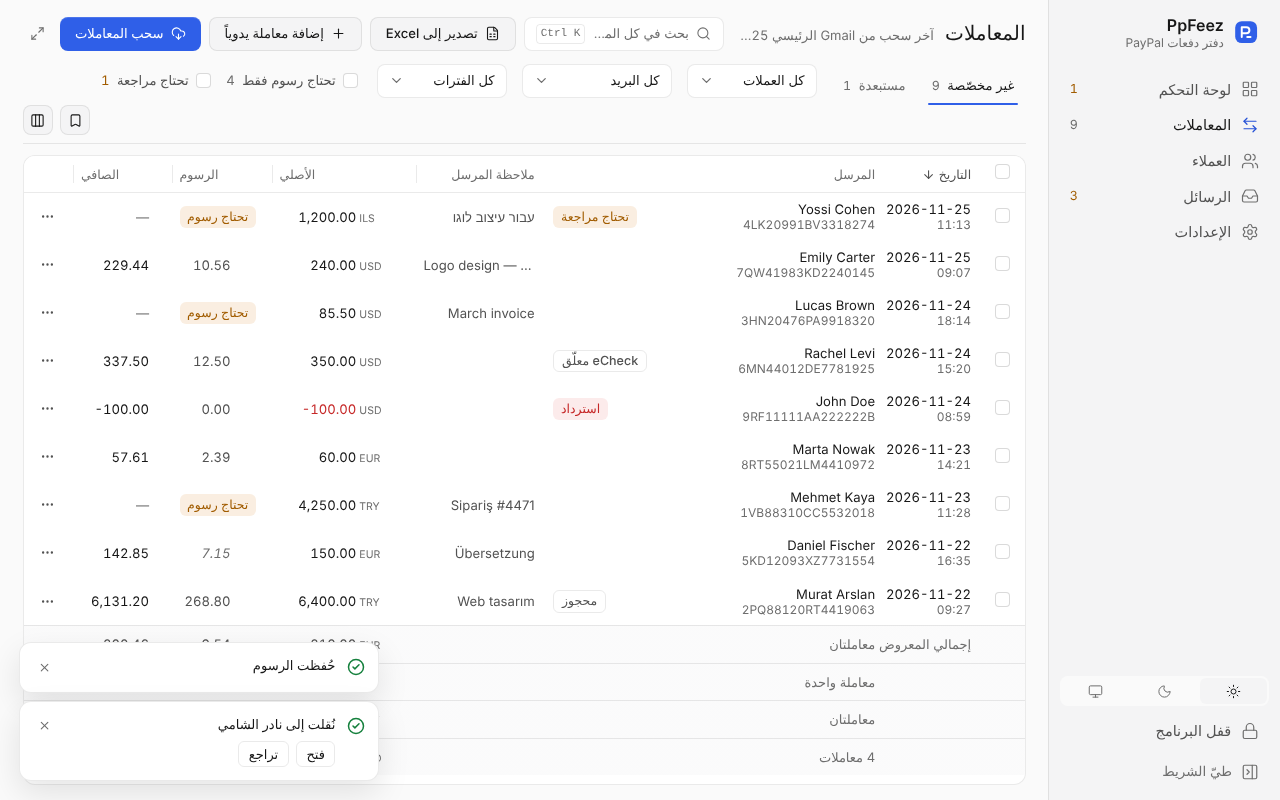 PpFeez
دفتر دفعات PayPal
لوحة التحكم 1
المعاملات 9
العملاء
الرسائل 3
الإعدادات
قفل البرنامج
طيّ الشريط
المعاملات
آخر سحب من Gmail الرئيسي 25...
بحث في كل المـ... Ctrl K
تصدير إلى Excel
إضافة معاملة يدوياً
سحب المعاملات
غير مخصّصة 9
مستبعدة 1
كل العملات
كل البريد
كل الفترات
تحتاج رسوم فقط 4
تحتاج مراجعة 1
التاريخ المرسل ملاحظة المرسل الأصلي الرسوم الصافي
2026-11-25 Yossi Cohen تحتاج مراجعة עבור עיצוב לוגו 1,200.00 ILS تحتاج رسوم —
11:13 4LK20991BV3318274
2026-11-25 Emily Carter Logo design — ... 240.00 USD 10.56 229.44
09:07 7QW41983KD2240145
2026-11-24 Lucas Brown March invoice 85.50 USD تحتاج رسوم —
18:14 3HN20476PA9918320
2026-11-24 Rachel Levi eCheck معلّق 350.00 USD 12.50 337.50
15:20 6MN44012DE7781925
2026-11-24 John Doe استرداد -100.00 USD 0.00 -100.00
08:59 9RF11111AA222222B
2026-11-23 Marta Nowak 60.00 EUR 2.39 57.61
14:21 8RT55021LM4410972
2026-11-23 Mehmet Kaya Sipariş #4471 4,250.00 TRY تحتاج رسوم —
11:28 1VB88310CC5532018
2026-11-22 Daniel Fischer Übersetzung 150.00 EUR 7.15 142.85
16:35 5KD12093XZ7731554
2026-11-22 Murat Arslan محجوز Web tasarım 6,400.00 TRY 268.80 6,131.20
09:27 2PQ88120RT4419063
إجمالي المعروض معاملتان
معاملة واحدة
معاملتان
4 معاملات
حُفظت الرسوم
نُقلت إلى نادر الشامي
فتح
تراجع